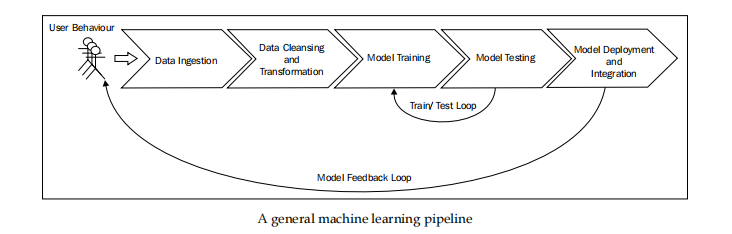 User Behaviour
Data Ingestion
Data Cleansing
and
Transformation
Model Training
Model Testing
Model Deployment
and
Integration
Train/ Test Loop
Model Feedback Loop
A general machine learning pipeline